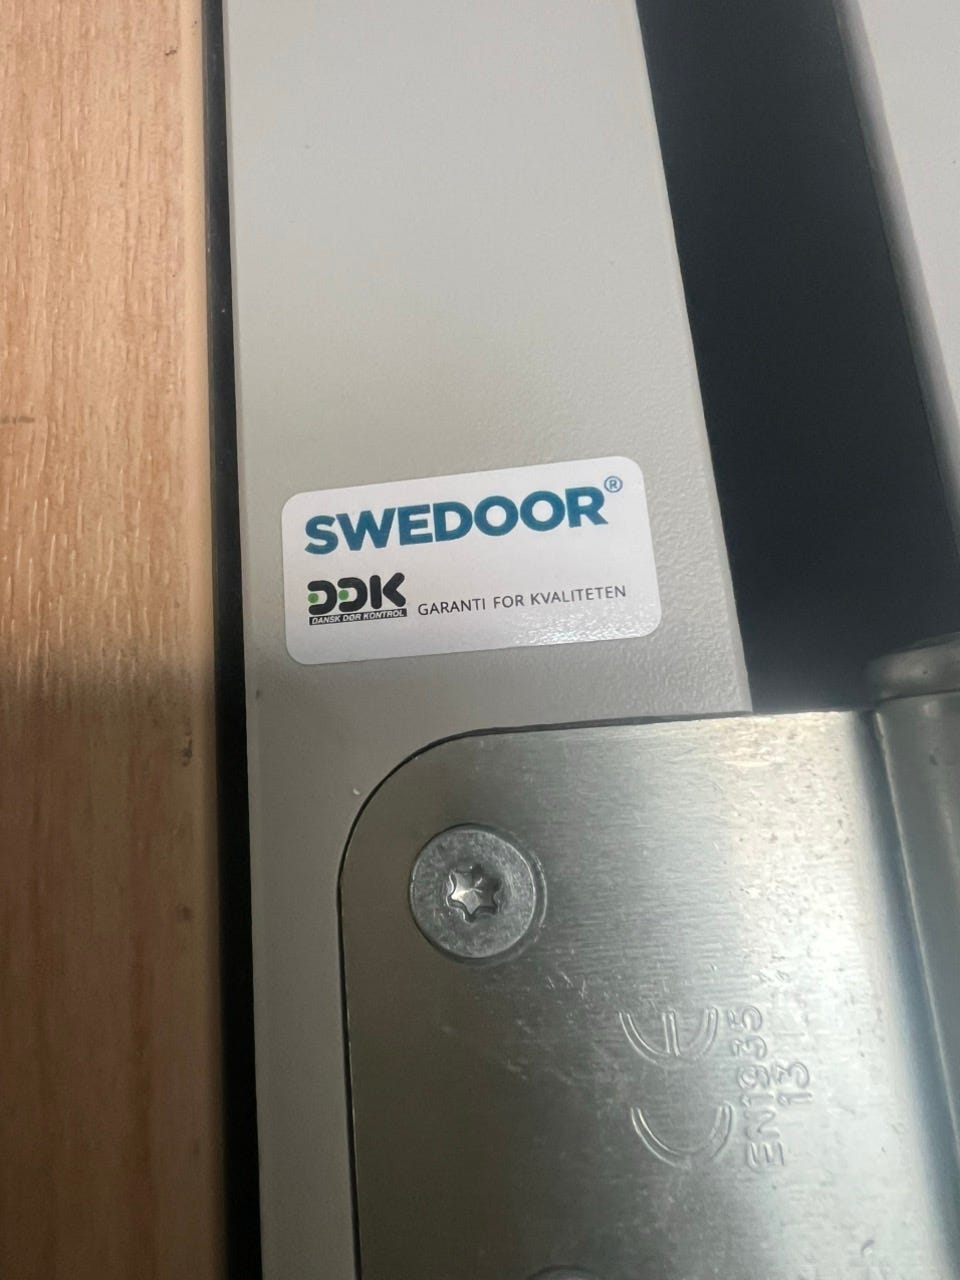 SWEDOOR®
DDK
DANSK DØR KONTROL
GARANTI FOR KVALITETEN
CE
EN1935
13